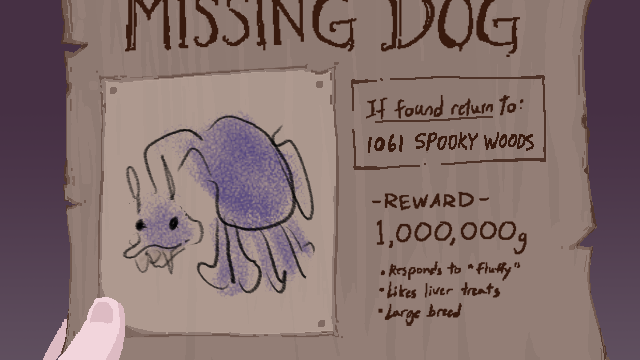 MISSING DOG
If found return to:
1061 SPOOKY WOODS
-REWARD-
1,000,000g
•Responds to "fluffy"
•Likes liver treats
•Large breed